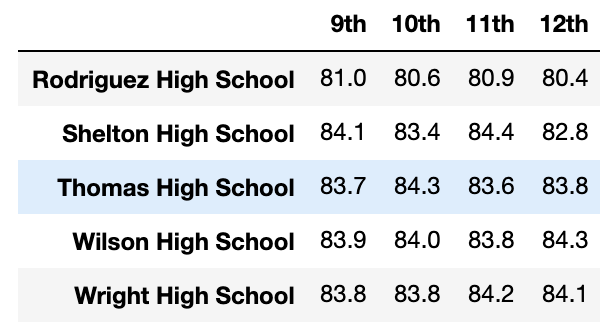 9th 10th 11th 12th
Rodriguez High School 81.0 80.6 80.9 80.4
Shelton High School 84.1 83.4 84.4 82.8
Thomas High School 83.7 84.3 83.6 83.8
Wilson High School 83.9 84.0 83.8 84.3
Wright High School 83.8 83.8 84.2 84.1